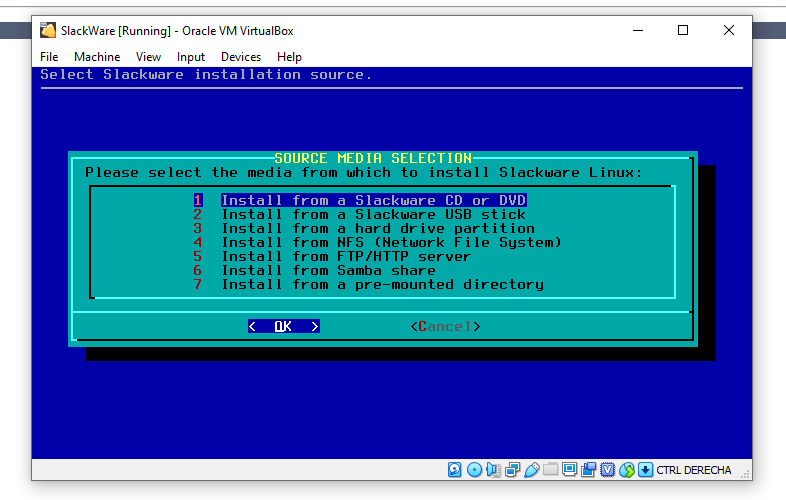 SlackWare [Running] - Oracle VM VirtualBox
File Machine View Input Devices Help
Select Slackware installation source.
SOURCE MEDIA SELECTION
Please select the media from which to install Slackware Linux:
1 Install from a Slackware CD or DVD
2 Install from a Slackware USB stick
3 Install from a hard drive partition
4 Install from NFS (Network File System)
5 Install from FTP/HTTP server
6 Install from Samba share
7 Install from a pre-mounted directory
< OK > <Cancel>
CTRL DERECHA